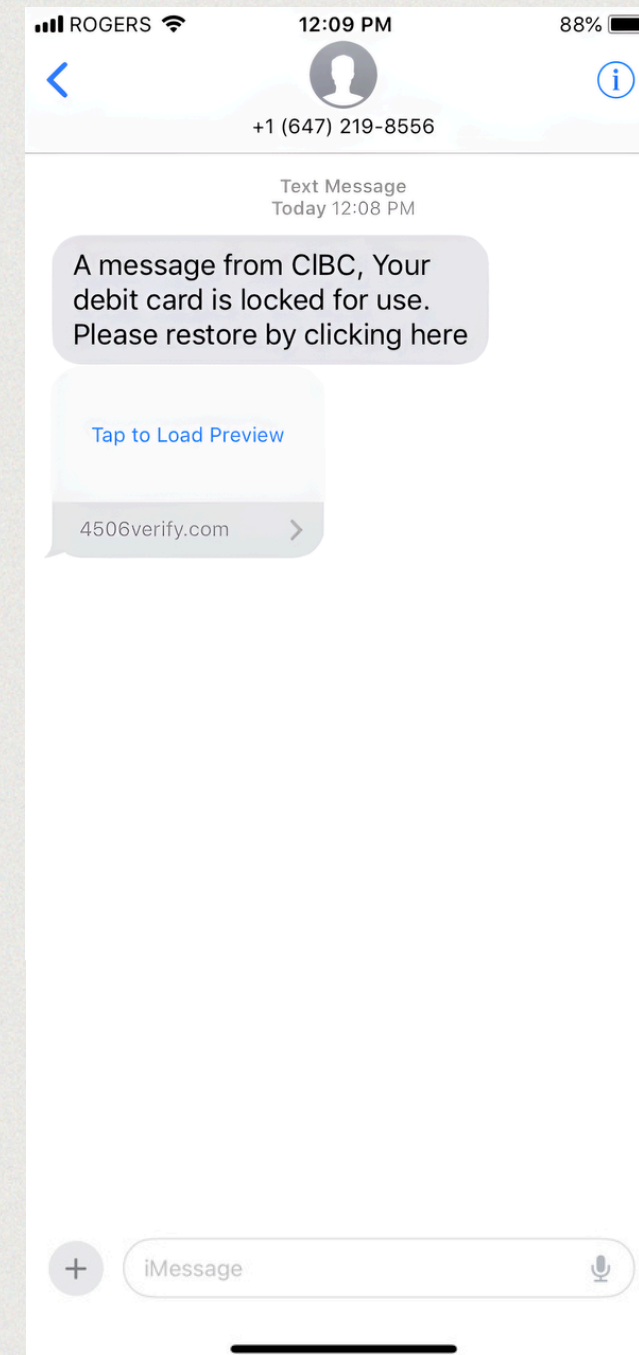 ROGERS 12:09 PM 88%
+1 (647) 219-8556
Text Message
Today 12:08 PM
A message from CIBC, Your
debit card is locked for use.
Please restore by clicking here
Tap to Load Preview
4506verify.com
iMessage